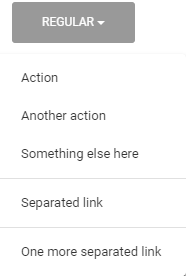 REGULAR
Action
Another action
Something else here
Separated link
One more separated link